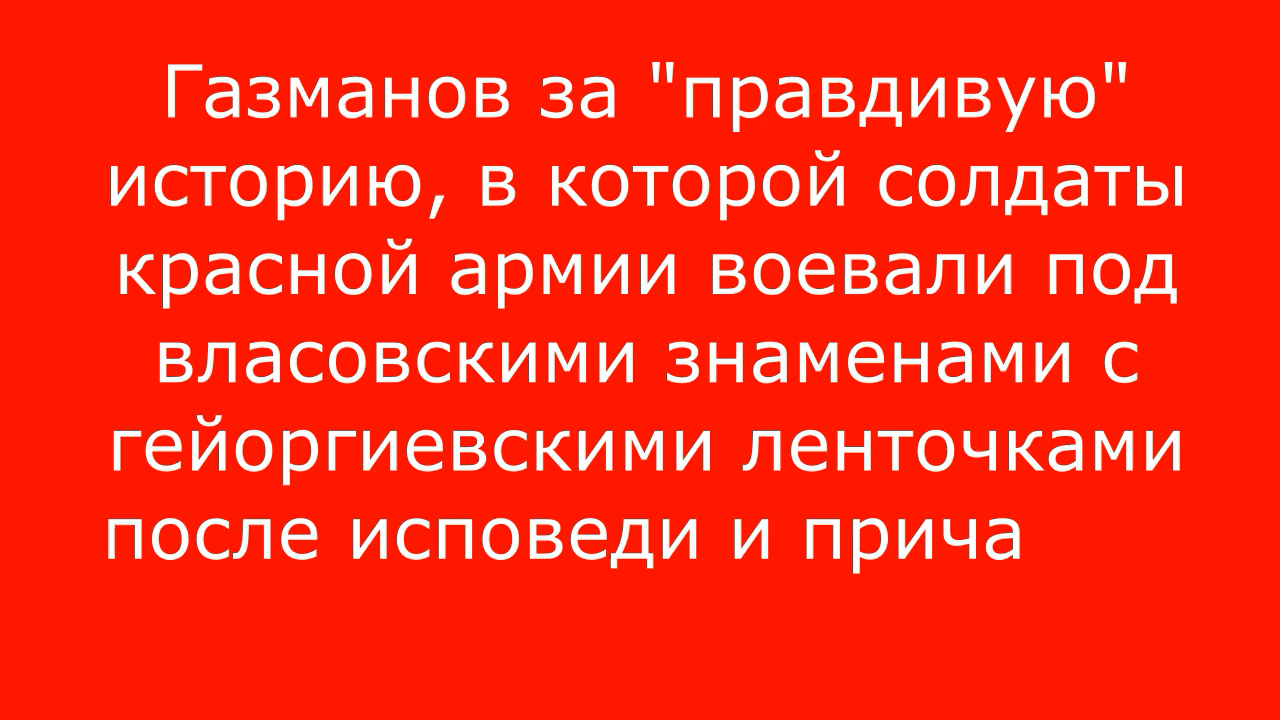 Газманов за "правдивую"
историю, в которой солдаты
красной армии воевали под
власовскими знаменами с
гейоргиевскими ленточками
после исповеди и прича